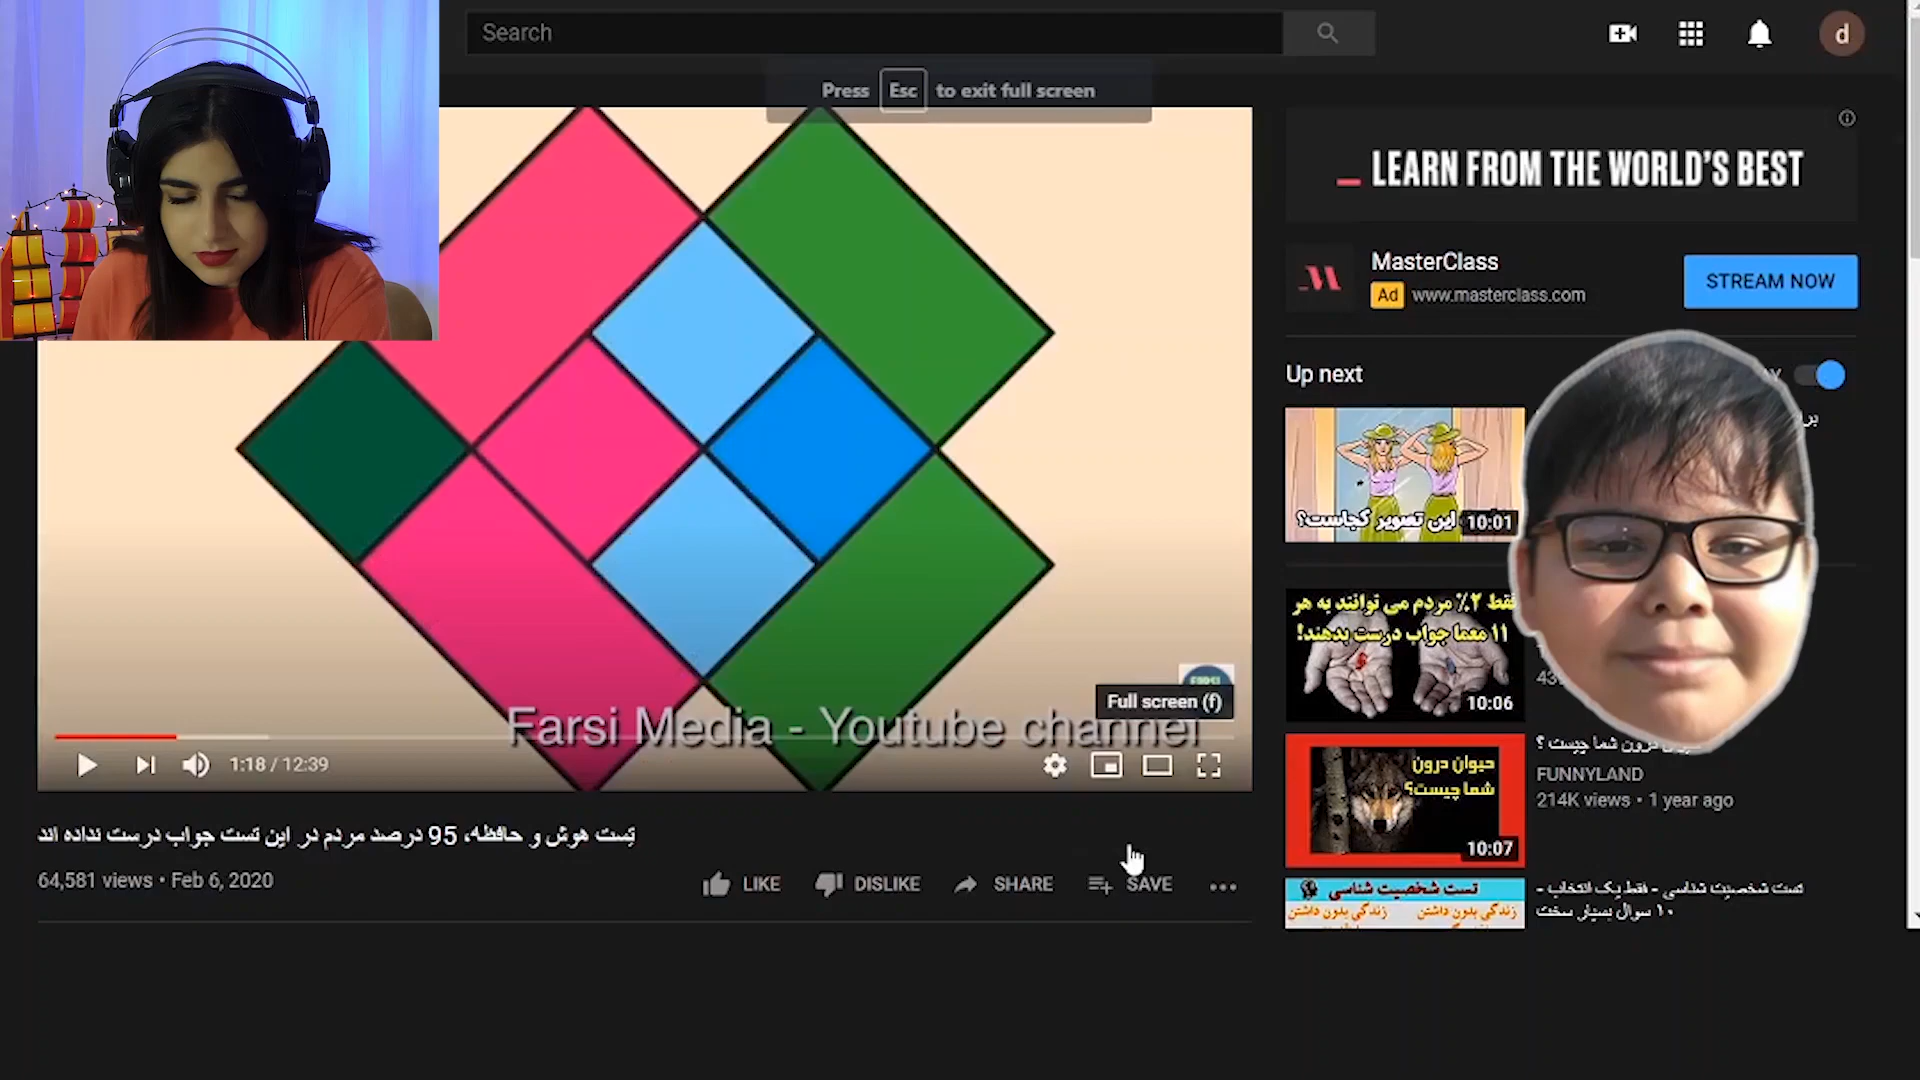 Search
d
Press Esc to exit full screen
LEARN FROM THE WORLD'S BEST
MasterClass
Ad www.masterclass.com
STREAM NOW
Up next
این تصویر کجاست؟
10:01
فقط ۲٪ مردم می توانند به هر
۱۱ معما جواب درست بدهند!
10:06
Full screen (f)
Farsi Media - Youtube channel
1:18 / 12:39
حیوان درون
شما چیست؟
10:07
درون شما چیست ؟
FUNNYLAND
214K views • 1 year ago
تست هوش و حافظه، 95 درصد مردم در این تست جواب درست نداده اند
64,581 views • Feb 6, 2020
LIKE
DISLIKE
SHARE
SAVE
تست شخصیت شناسی
زندگی بدون داشتن
زندگی بدون داشتن
تست شخصیت شناسی - فقط یک انتخاب -
۱۰ سوال بسیار سخت